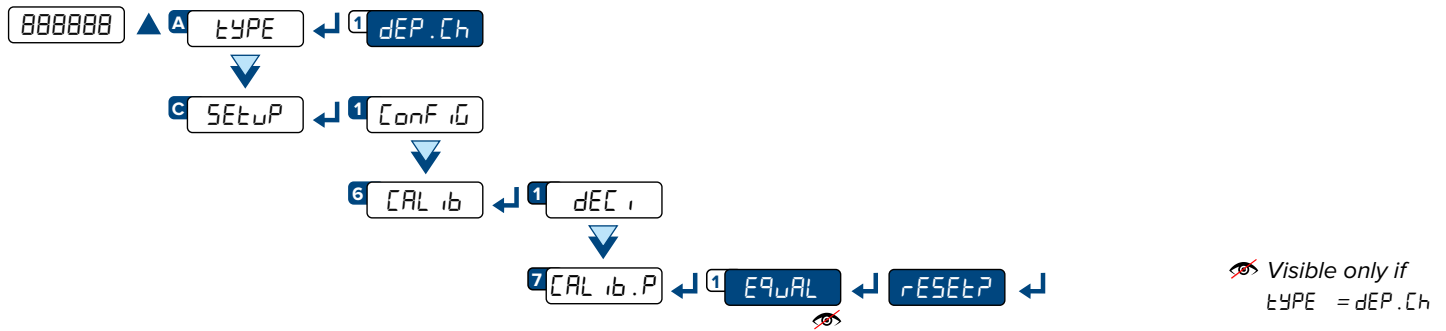 888888 A tYPE 1 dEP.Ch
C SEtuP 1 ConFiG
6 CALib 1 dECi
7 CALib.P 1 EquAL rESEt?
Visible only if
tYPE = dEP.Ch